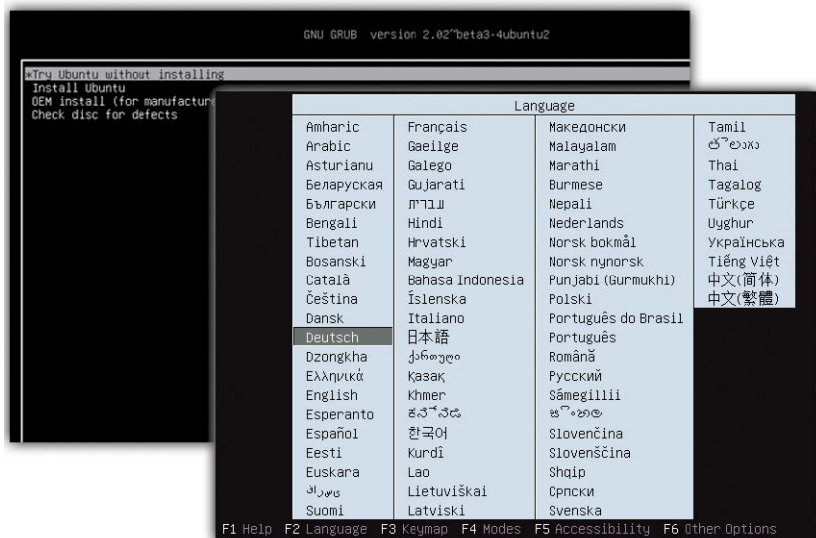 GNU GRUB version 2.02~beta3-4ubuntu2
*Try Ubuntu without installing
Install Ubuntu
OEM install (for manufacture
Check disc for defects
Language
Amharic
Arabic
Asturianu
Беларуская
Български
Bengali
Tibetan
Bosanski
Català
Čeština
Dansk
Deutsch
Dzongkha
Ελληνικά
English
Esperanto
Español
Eesti
Euskara
Suomi
Français
Gaeilge
Galego
Gujarati
עברית
Hindi
Hrvatski
Magyar
Bahasa Indonesia
Íslenska
Italiano
日本語
ქართული
Қазақ
Khmer
한국어
Kurdî
Lao
Lietuviškai
Latviski
Македонски
Malayalam
Marathi
Burmese
Nepali
Nederlands
Norsk bokmål
Norsk nynorsk
Punjabi (Gurmukhi)
Polski
Português do Brasil
Português
Română
Русский
Sámegillii
Slovenčina
Slovenščina
Shqip
Српски
Svenska
Tamil
Thai
Tagalog
Türkçe
Uyghur
Українська
Tiếng Việt
中文(简体)
中文(繁體)
F1 Help F2 Language F3 Keymap F4 Modes F5 Accessibility F6 Other Options